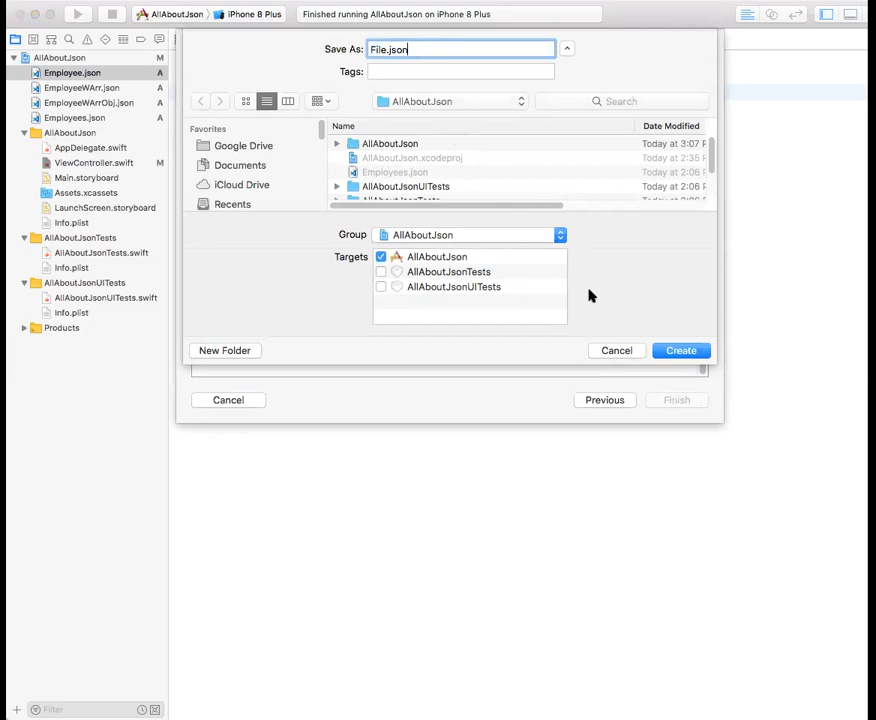 AllAboutJson iPhone 8 Plus Finished running AllAboutJson on iPhone 8 Plus
Save As: File.json
Tags:
AllAboutJson
Search
Favorites
Google Drive
Documents
iCloud Drive
Recents
Name Date Modified
AllAboutJson Today at 3:07 P
AllAboutJson.xcodeproj Today at 2:35
Employees.json Today at 2:06
AllAboutJsonUITests Today at 2:06
Group AllAboutJson
Targets AllAboutJson
AllAboutJsonTests
AllAboutJsonUITests
New Folder Cancel Create
Cancel Previous Finish
AllAboutJson M
Employee.json A
EmployeeWArr.json A
EmployeeWArrObj.json A
Employees.json A
AllAboutJson
AppDelegate.swift
ViewController.swift M
Main.storyboard
Assets.xcassets
LaunchScreen.storyboard
Info.plist
AllAboutJsonTests
AllAboutJsonTests.swift
Info.plist
AllAboutJsonUITests
AllAboutJsonUITests.swift
Info.plist
Products
Filter